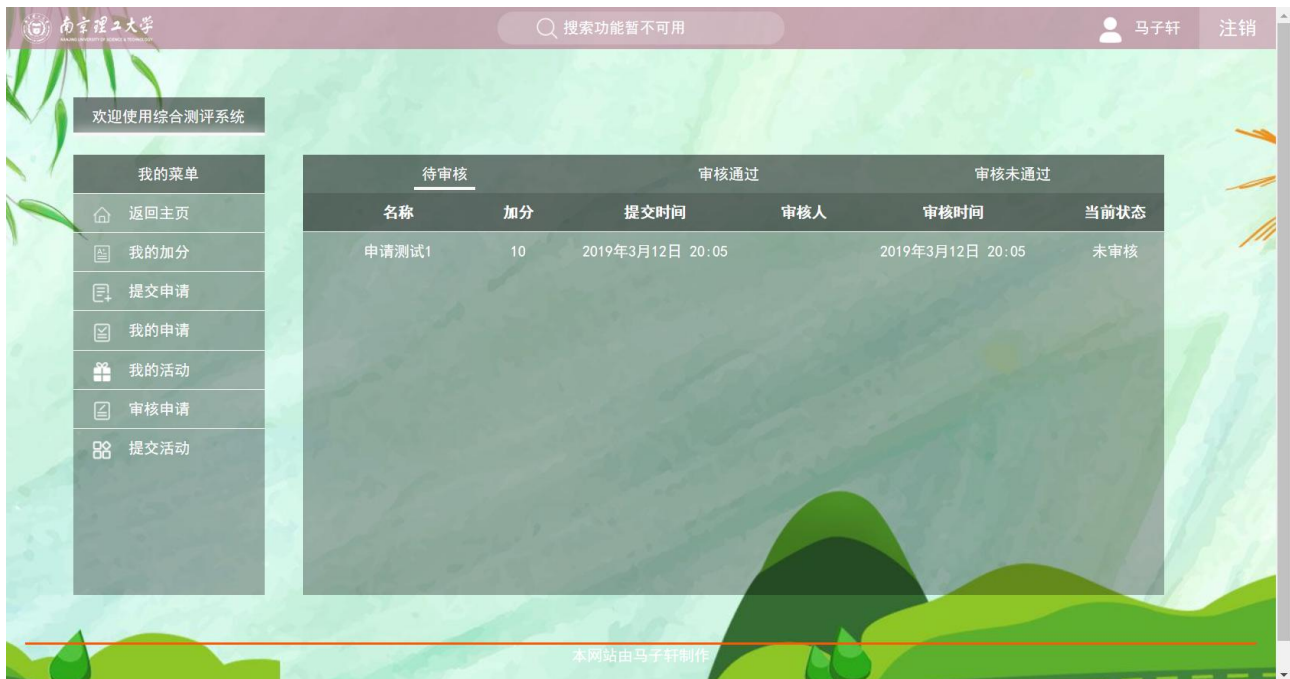 南京理工大学
搜索功能暂不可用
马子轩
注销
欢迎使用综合测评系统
我的菜单
返回主页
我的加分
提交申请
我的申请
我的活动
审核申请
提交活动
待审核 审核通过 审核未通过
名称 加分 提交时间 审核人 审核时间 当前状态
申请测试1 10 2019年3月12日 20:05 2019年3月12日 20:05 未审核
本网站由马子轩制作